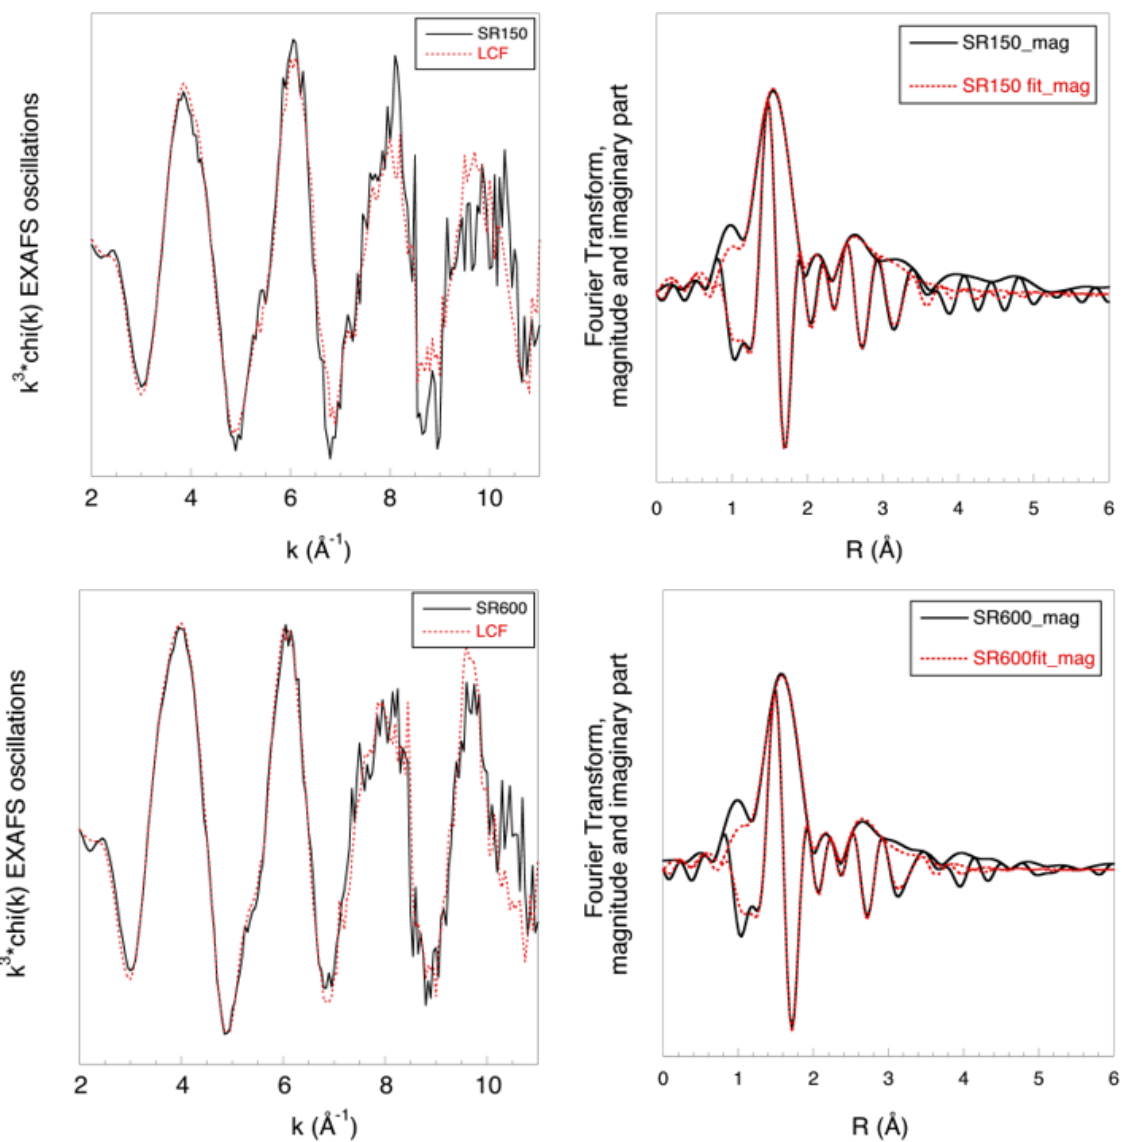 k³*chi(k) EXAFS oscillations
SR150
LCF
2 4 6 8 10
k (Å⁻¹)
Fourier Transform,
magnitude and imaginary part
SR150_mag
SR150 fit_mag
0 1 2 3 4 5 6
R (Å)
k³*chi(k) EXAFS oscillations
SR600
LCF
2 4 6 8 10
k (Å⁻¹)
Fourier Transform,
magnitude and imaginary part
SR600_mag
SR600fit_mag
0 1 2 3 4 5 6
R (Å)